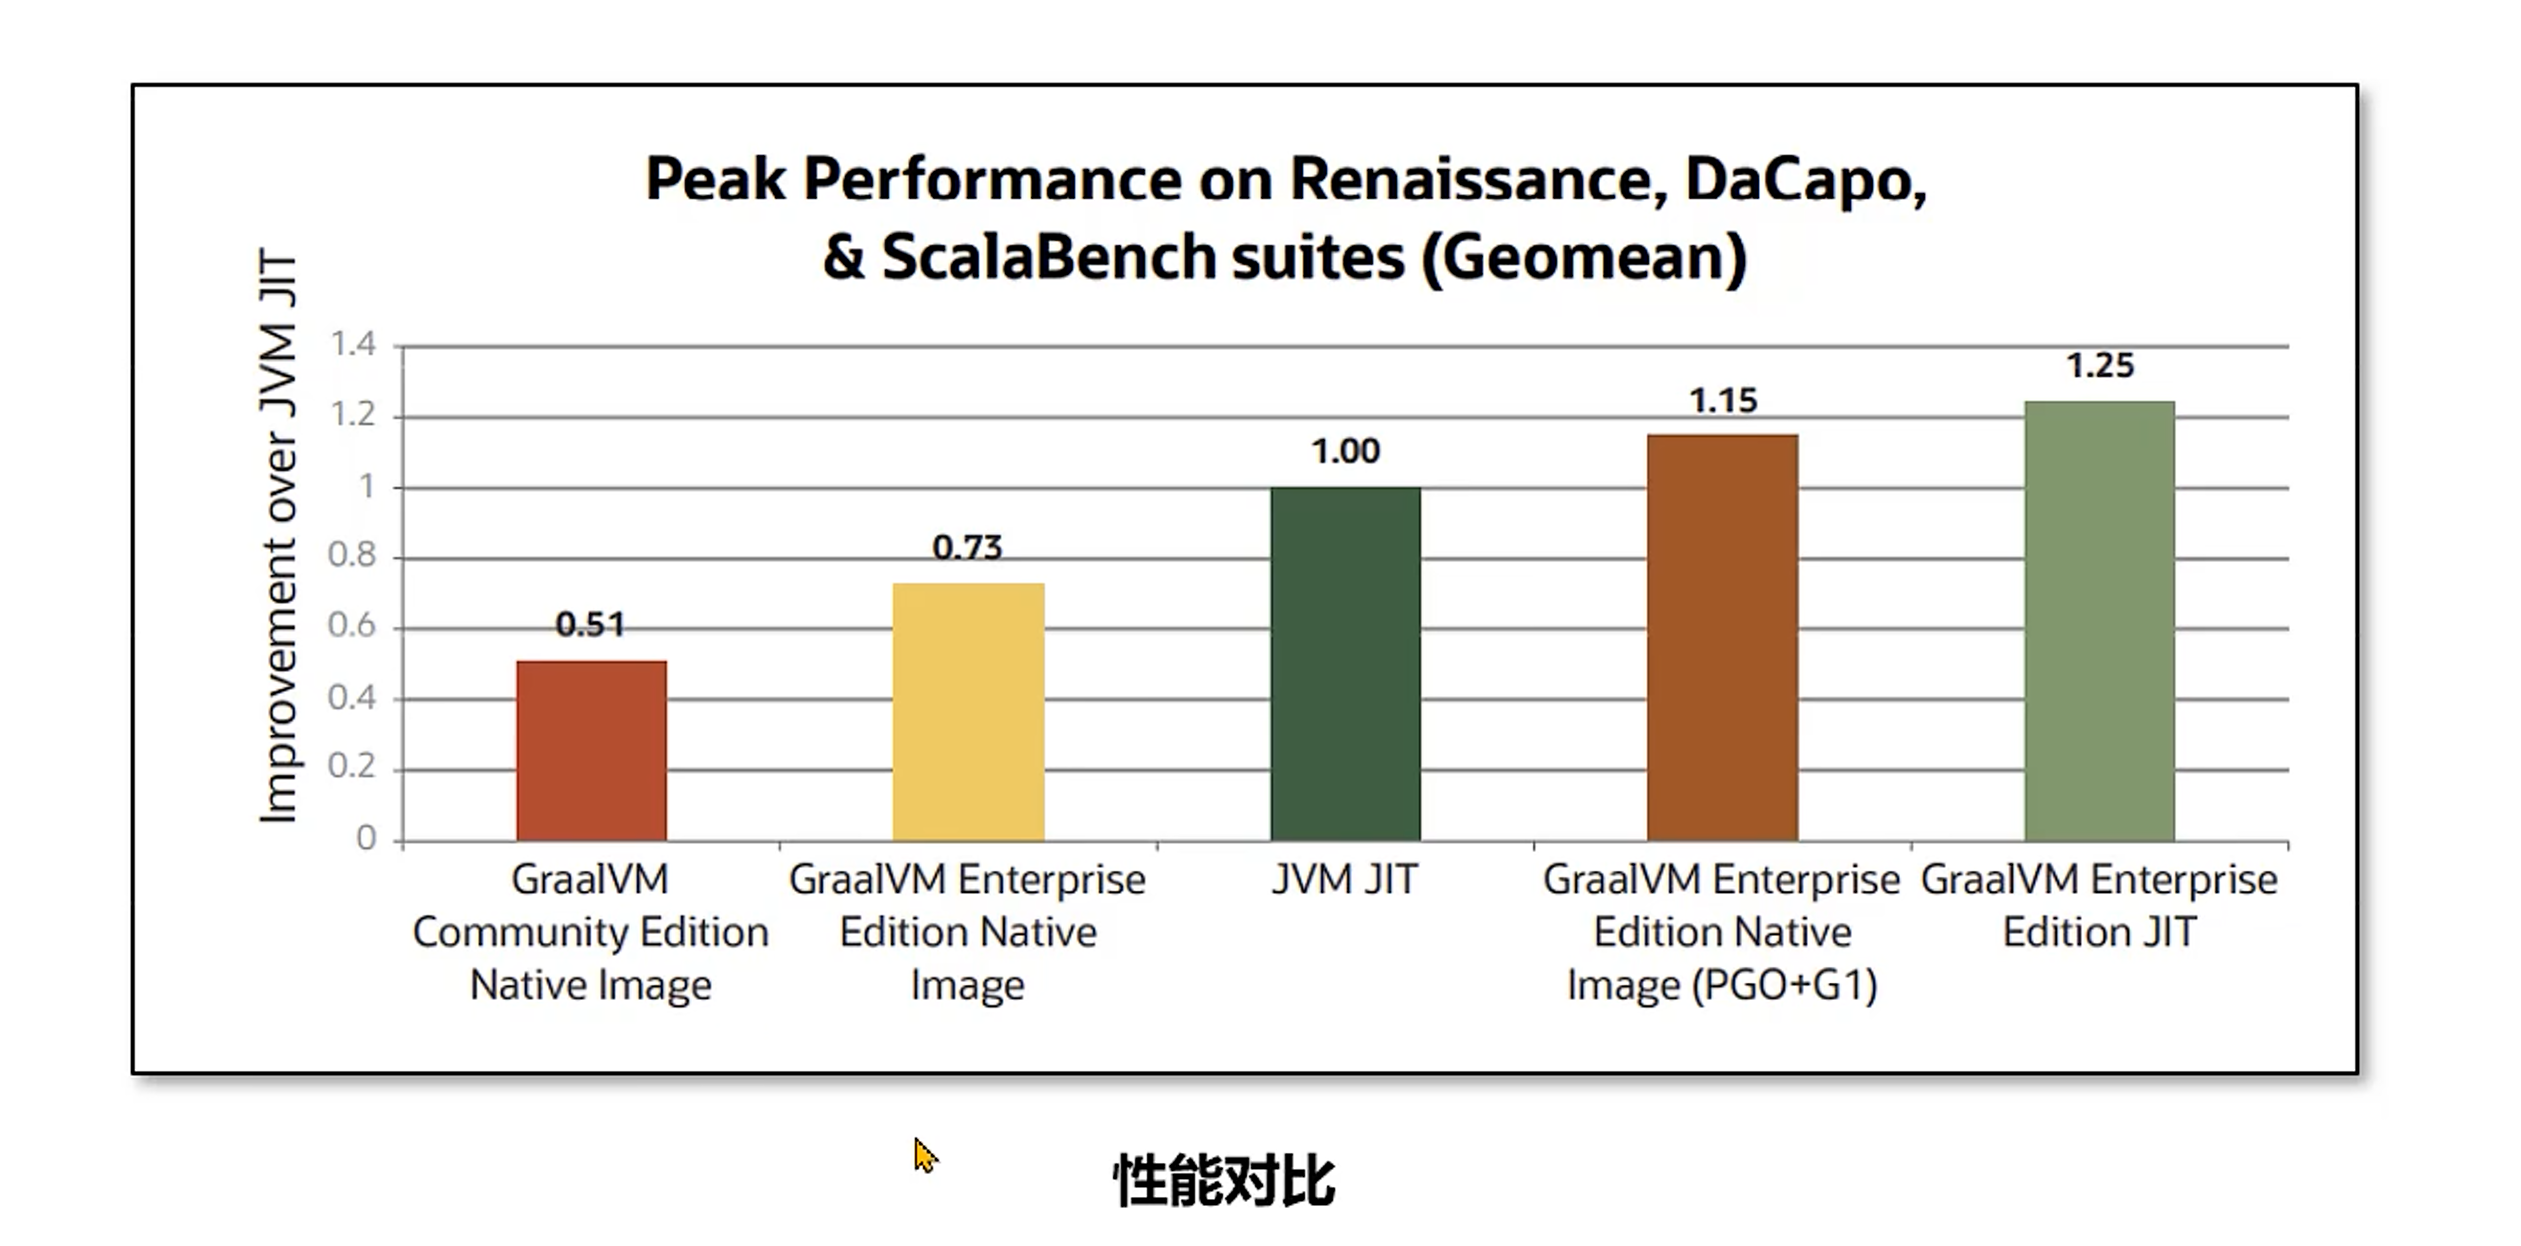 Peak Performance on Renaissance, DaCapo,
& ScalaBench suites (Geomean)
Improvement over JVM JIT
1.4
1.2
1
0.8
0.6
0.4
0.2
0
0.51
0.73
1.00
1.15
1.25
GraalVM
Community Edition
Native Image
GraalVM Enterprise
Edition Native
Image
JVM JIT
GraalVM Enterprise
Edition Native
Image (PGO+G1)
GraalVM Enterprise
Edition JIT
性能对比